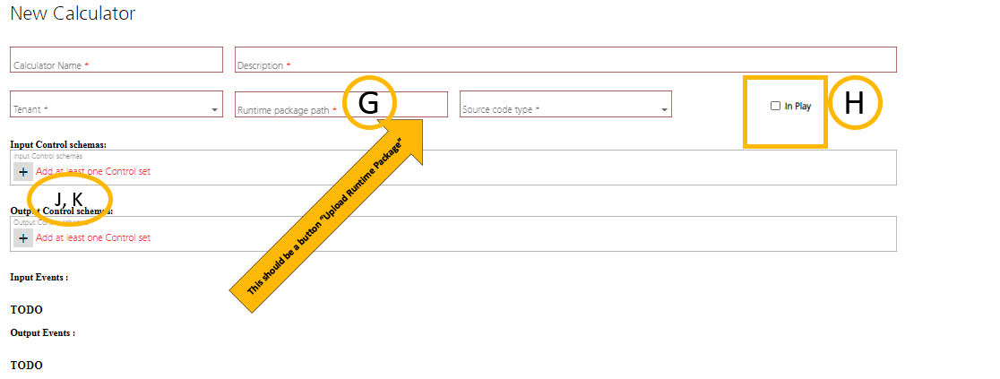 New Calculator
Calculator Name *
Description *
Tenant *
Runtime package path *
G
Source code type *
In Play
H
This should be a button "Upload Runtime Package"
Input Control schemas:
Input Control schemas
+ Add at least one Control set
J, K
Output Control schemas:
Output Control schemas
+ Add at least one Control set
Input Events :
TODO
Output Events :
TODO